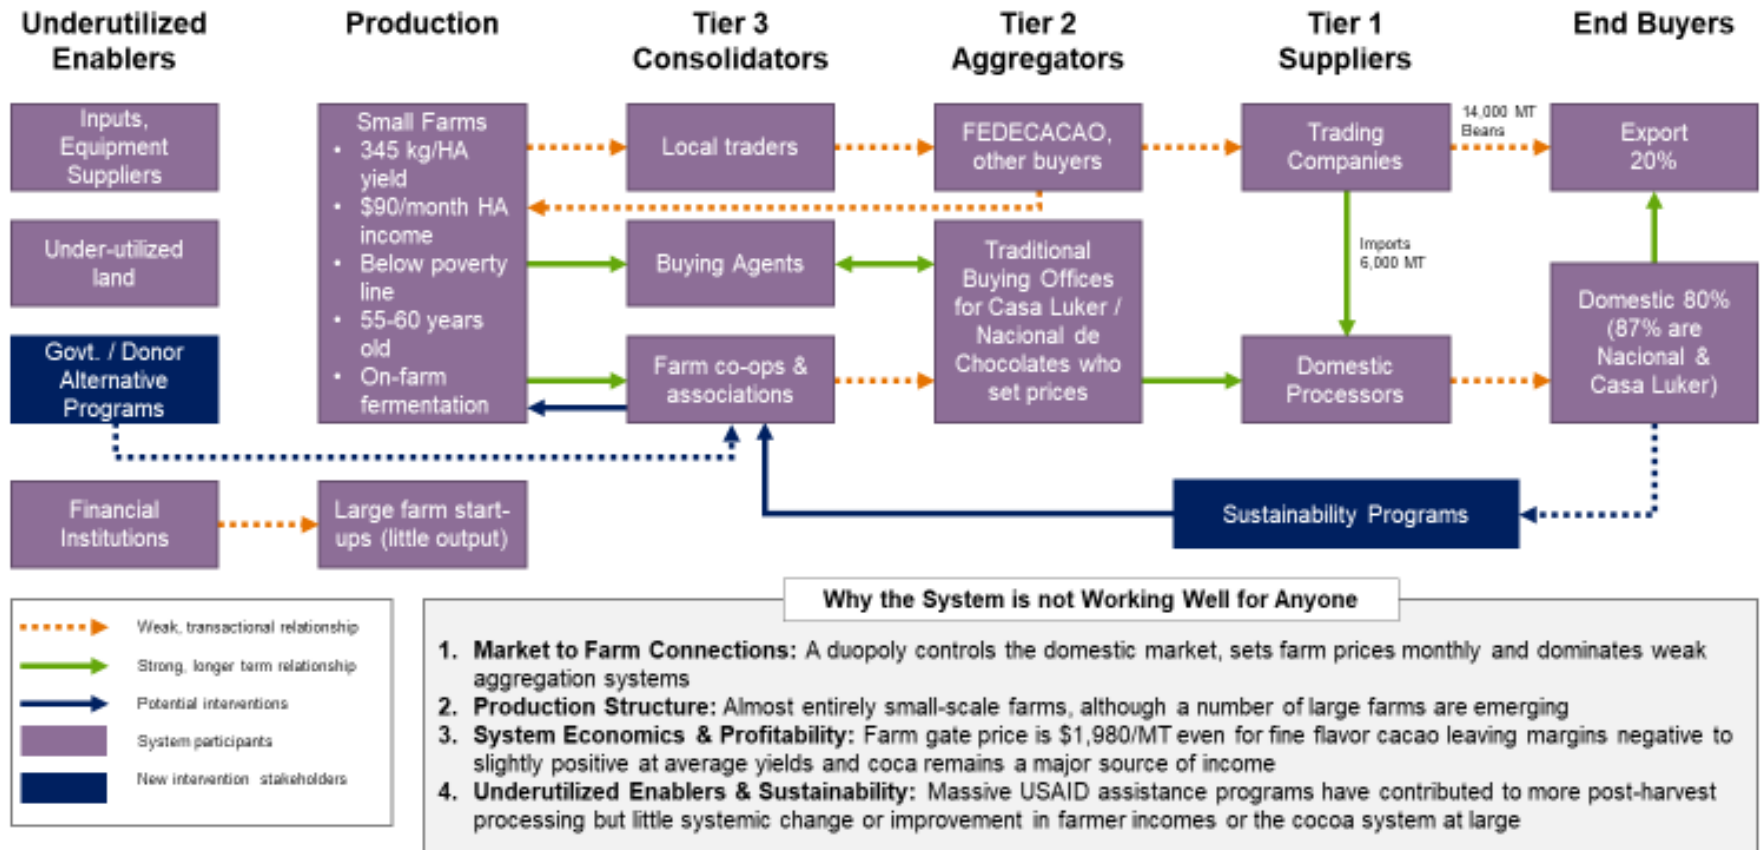 Underutilized
Enablers
Production
Tier 3
Consolidators
Tier 2
Aggregators
Tier 1
Suppliers
End Buyers
Inputs,
Equipment
Suppliers
Under-utilized
land
Govt. / Donor
Alternative
Programs
Financial
Institutions
Small Farms
• 345 kg/HA
yield
• $90/month HA
income
• Below poverty
line
• 55-60 years
old
• On-farm
fermentation
Large farm start-
ups (little output)
Local traders
Buying Agents
Farm co-ops &
associations
FEDECACAO,
other buyers
Traditional
Buying Offices
for Casa Luker /
Nacional de
Chocolates who
set prices
Trading
Companies
Imports
6,000 MT
Domestic
Processors
14,000 MT
Beans
Export
20%
Domestic 80%
(87% are
Nacional &
Casa Luker)
Sustainability Programs
Weak, transactional relationship
Strong, longer term relationship
Potential interventions
System participants
New intervention stakeholders
Why the System is not Working Well for Anyone
1. Market to Farm Connections: A duopoly controls the domestic market, sets farm prices monthly and dominates weak
aggregation systems
2. Production Structure: Almost entirely small-scale farms, although a number of large farms are emerging
3. System Economics & Profitability: Farm gate price is $1,980/MT even for fine flavor cacao leaving margins negative to
slightly positive at average yields and coca remains a major source of income
4. Underutilized Enablers & Sustainability: Massive USAID assistance programs have contributed to more post-harvest
processing but little systemic change or improvement in farmer incomes or the cocoa system at large